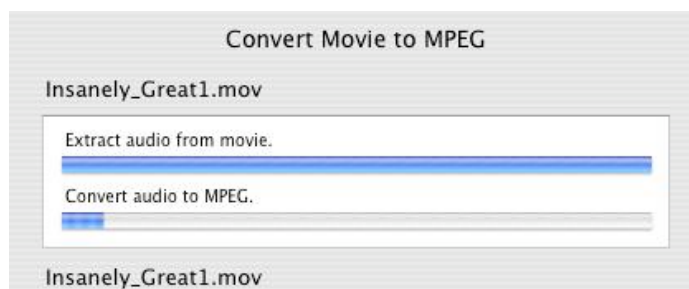 Convert Movie to MPEG
Insanely_Great1.mov
Extract audio from movie.
Convert audio to MPEG.
Insanely_Great1.mov